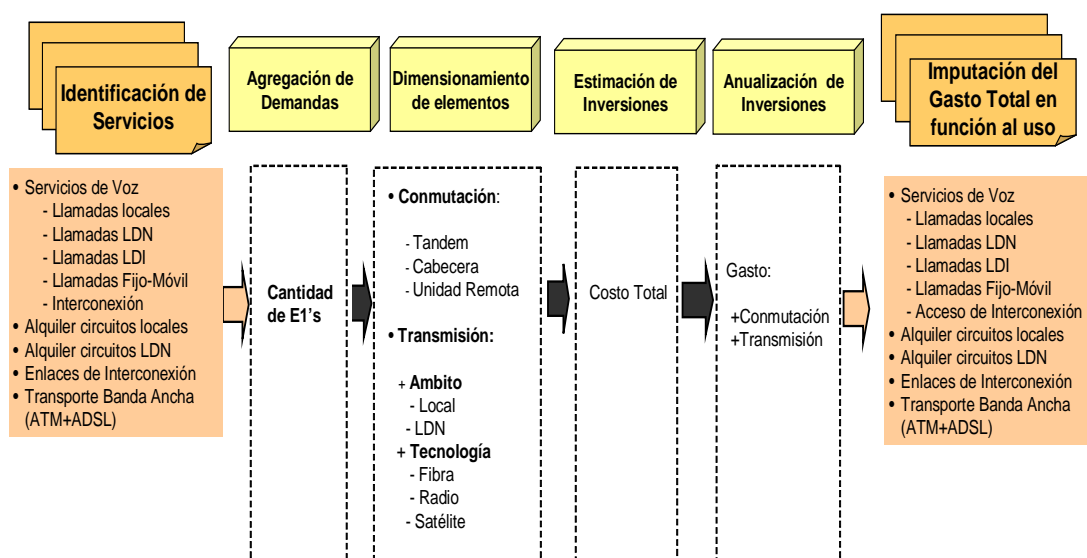 Identificación de
Servicios
Agregación de
Demandas
Dimensionamiento
de elementos
Estimación de
Inversiones
Anualización de
Inversiones
Imputación del
Gasto Total en
función al uso
• Servicios de Voz
- Llamadas locales
- Llamadas LDN
- Llamadas LDI
- Llamadas Fijo-Móvil
- Interconexión
• Alquiler circuitos locales
• Alquiler circuitos LDN
• Enlaces de Interconexión
• Transporte Banda Ancha
(ATM+ADSL)
Cantidad
de E1's
• Conmutación:
- Tandem
- Cabecera
- Unidad Remota
• Transmisión:
+ Ambito
- Local
- LDN
+ Tecnología
- Fibra
- Radio
- Satélite
Costo Total
Gasto:
+Conmutación
+Transmisión
• Servicios de Voz
- Llamadas locales
- Llamadas LDN
- Llamadas LDI
- Llamadas Fijo-Móvil
- Acceso de Interconexión
• Alquiler circuitos locales
• Alquiler circuitos LDN
• Enlaces de Interconexión
• Transporte Banda Ancha
(ATM+ADSL)